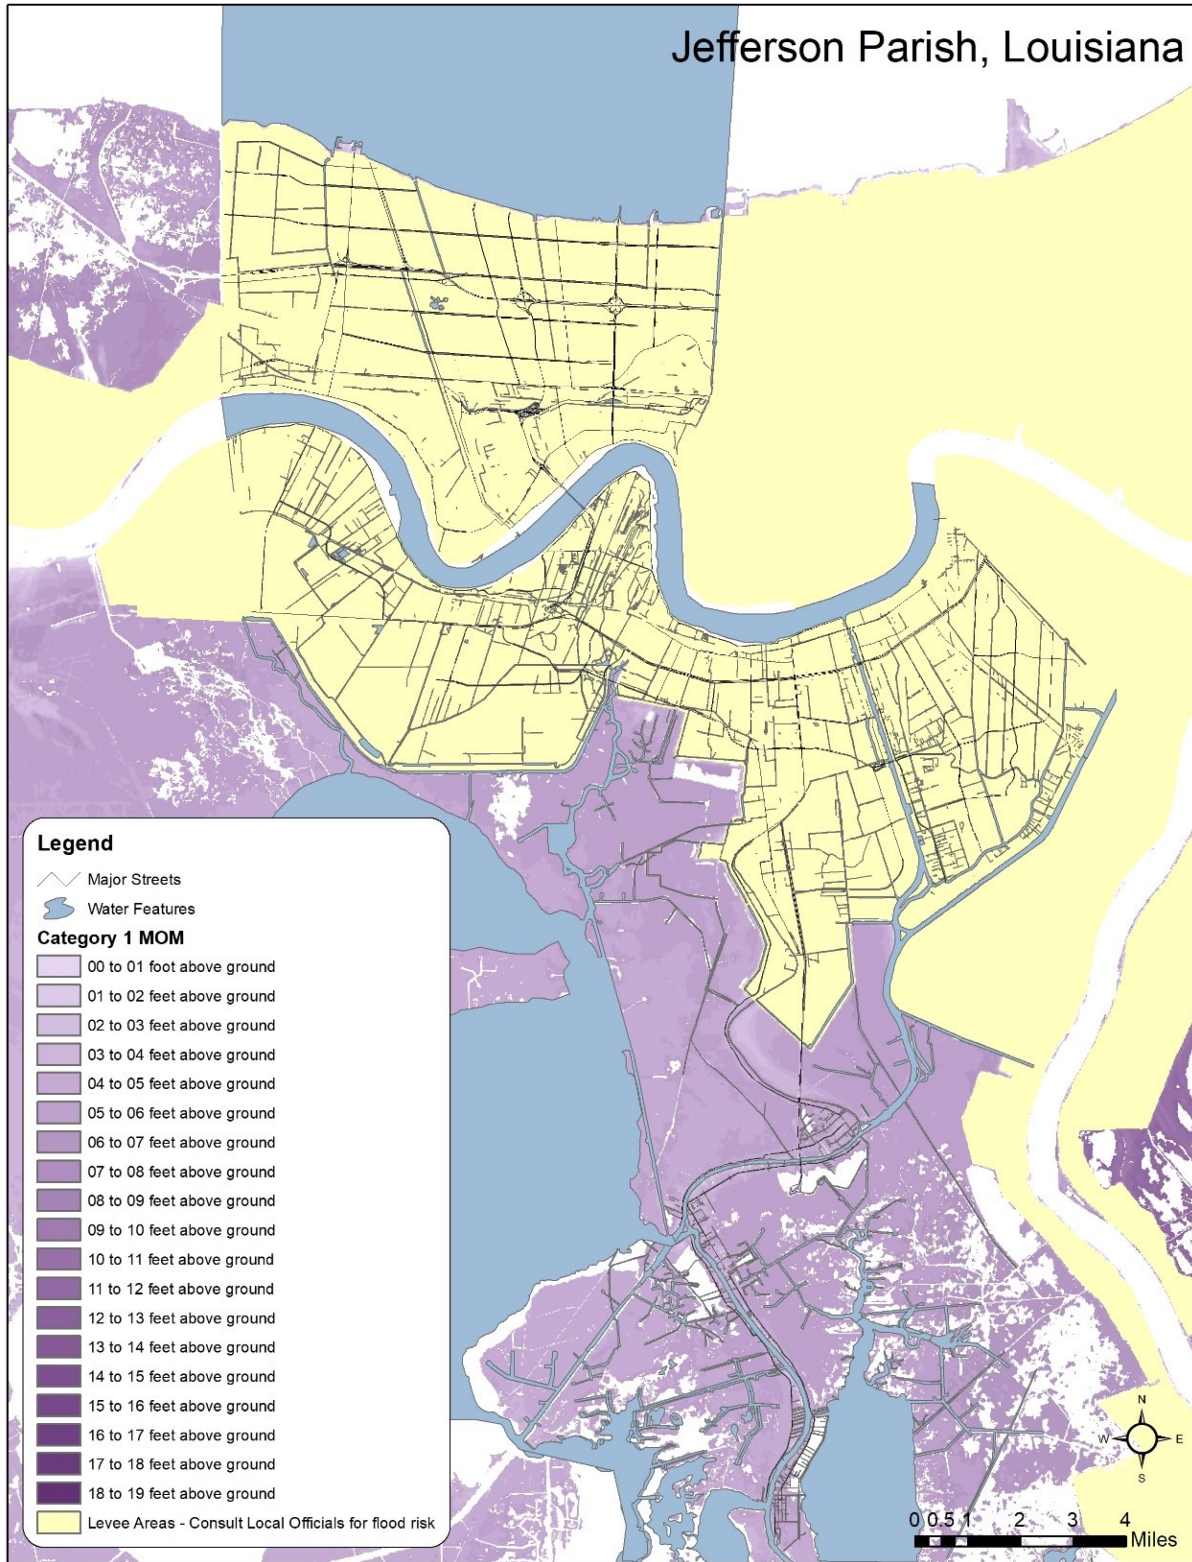 Jefferson Parish, Louisiana
Legend
Major Streets
Water Features
Category 1 MOM
00 to 01 foot above ground
01 to 02 feet above ground
02 to 03 feet above ground
03 to 04 feet above ground
04 to 05 feet above ground
05 to 06 feet above ground
06 to 07 feet above ground
07 to 08 feet above ground
08 to 09 feet above ground
09 to 10 feet above ground
10 to 11 feet above ground
11 to 12 feet above ground
12 to 13 feet above ground
13 to 14 feet above ground
14 to 15 feet above ground
15 to 16 feet above ground
16 to 17 feet above ground
17 to 18 feet above ground
18 to 19 feet above ground
Levee Areas - Consult Local Officials for flood risk
N
W E
S
0 0.5 1 2 3 4
Miles